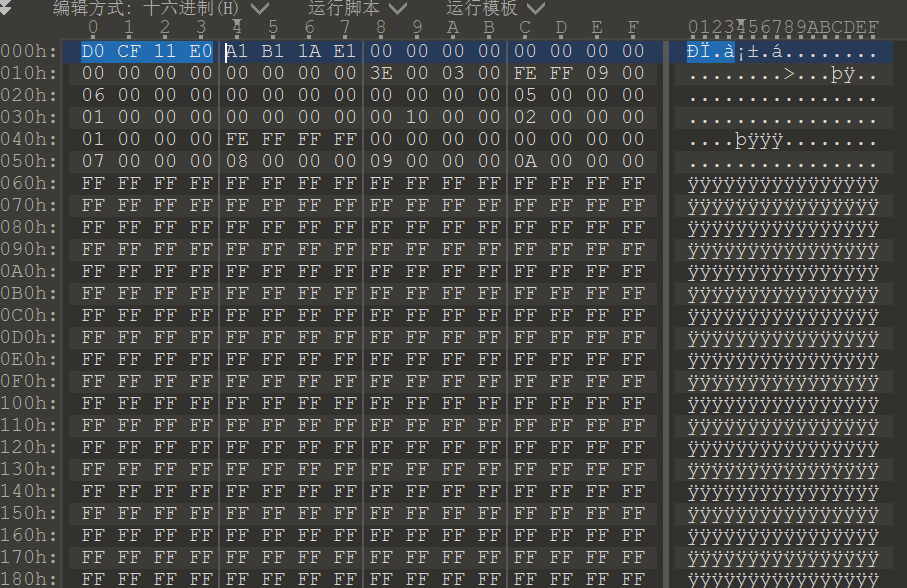 编辑方式: 十六进制(H) 运行脚本 运行模板
0 1 2 3 4 5 6 7 8 9 A B C D E F 0123456789ABCDEF
000h: D0 CF 11 E0 A1 B1 1A E1 00 00 00 00 00 00 00 00 ÐÏ.à¡±.á........
010h: 00 00 00 00 00 00 00 00 3E 00 03 00 FE FF 09 00 ........>...þÿ..
020h: 06 00 00 00 00 00 00 00 00 00 00 00 05 00 00 00 ................
030h: 01 00 00 00 00 00 00 00 00 10 00 00 02 00 00 00 ................
040h: 01 00 00 00 FE FF FF FF 00 00 00 00 00 00 00 00 ....þÿÿÿ........
050h: 07 00 00 00 08 00 00 00 09 00 00 00 0A 00 00 00 ................
060h: FF FF FF FF FF FF FF FF FF FF FF FF FF FF FF FF ÿÿÿÿÿÿÿÿÿÿÿÿÿÿÿÿ
070h: FF FF FF FF FF FF FF FF FF FF FF FF FF FF FF FF ÿÿÿÿÿÿÿÿÿÿÿÿÿÿÿÿ
080h: FF FF FF FF FF FF FF FF FF FF FF FF FF FF FF FF ÿÿÿÿÿÿÿÿÿÿÿÿÿÿÿÿ
090h: FF FF FF FF FF FF FF FF FF FF FF FF FF FF FF FF ÿÿÿÿÿÿÿÿÿÿÿÿÿÿÿÿ
0A0h: FF FF FF FF FF FF FF FF FF FF FF FF FF FF FF FF ÿÿÿÿÿÿÿÿÿÿÿÿÿÿÿÿ
0B0h: FF FF FF FF FF FF FF FF FF FF FF FF FF FF FF FF ÿÿÿÿÿÿÿÿÿÿÿÿÿÿÿÿ
0C0h: FF FF FF FF FF FF FF FF FF FF FF FF FF FF FF FF ÿÿÿÿÿÿÿÿÿÿÿÿÿÿÿÿ
0D0h: FF FF FF FF FF FF FF FF FF FF FF FF FF FF FF FF ÿÿÿÿÿÿÿÿÿÿÿÿÿÿÿÿ
0E0h: FF FF FF FF FF FF FF FF FF FF FF FF FF FF FF FF ÿÿÿÿÿÿÿÿÿÿÿÿÿÿÿÿ
0F0h: FF FF FF FF FF FF FF FF FF FF FF FF FF FF FF FF ÿÿÿÿÿÿÿÿÿÿÿÿÿÿÿÿ
100h: FF FF FF FF FF FF FF FF FF FF FF FF FF FF FF FF ÿÿÿÿÿÿÿÿÿÿÿÿÿÿÿÿ
110h: FF FF FF FF FF FF FF FF FF FF FF FF FF FF FF FF ÿÿÿÿÿÿÿÿÿÿÿÿÿÿÿÿ
120h: FF FF FF FF FF FF FF FF FF FF FF FF FF FF FF FF ÿÿÿÿÿÿÿÿÿÿÿÿÿÿÿÿ
130h: FF FF FF FF FF FF FF FF FF FF FF FF FF FF FF FF ÿÿÿÿÿÿÿÿÿÿÿÿÿÿÿÿ
140h: FF FF FF FF FF FF FF FF FF FF FF FF FF FF FF FF ÿÿÿÿÿÿÿÿÿÿÿÿÿÿÿÿ
150h: FF FF FF FF FF FF FF FF FF FF FF FF FF FF FF FF ÿÿÿÿÿÿÿÿÿÿÿÿÿÿÿÿ
160h: FF FF FF FF FF FF FF FF FF FF FF FF FF FF FF FF ÿÿÿÿÿÿÿÿÿÿÿÿÿÿÿÿ
170h: FF FF FF FF FF FF FF FF FF FF FF FF FF FF FF FF ÿÿÿÿÿÿÿÿÿÿÿÿÿÿÿÿ
180h: FF FF FF FF FF FF FF FF FF FF FF FF FF FF FF FF ÿÿÿÿÿÿÿÿÿÿÿÿÿÿÿÿ